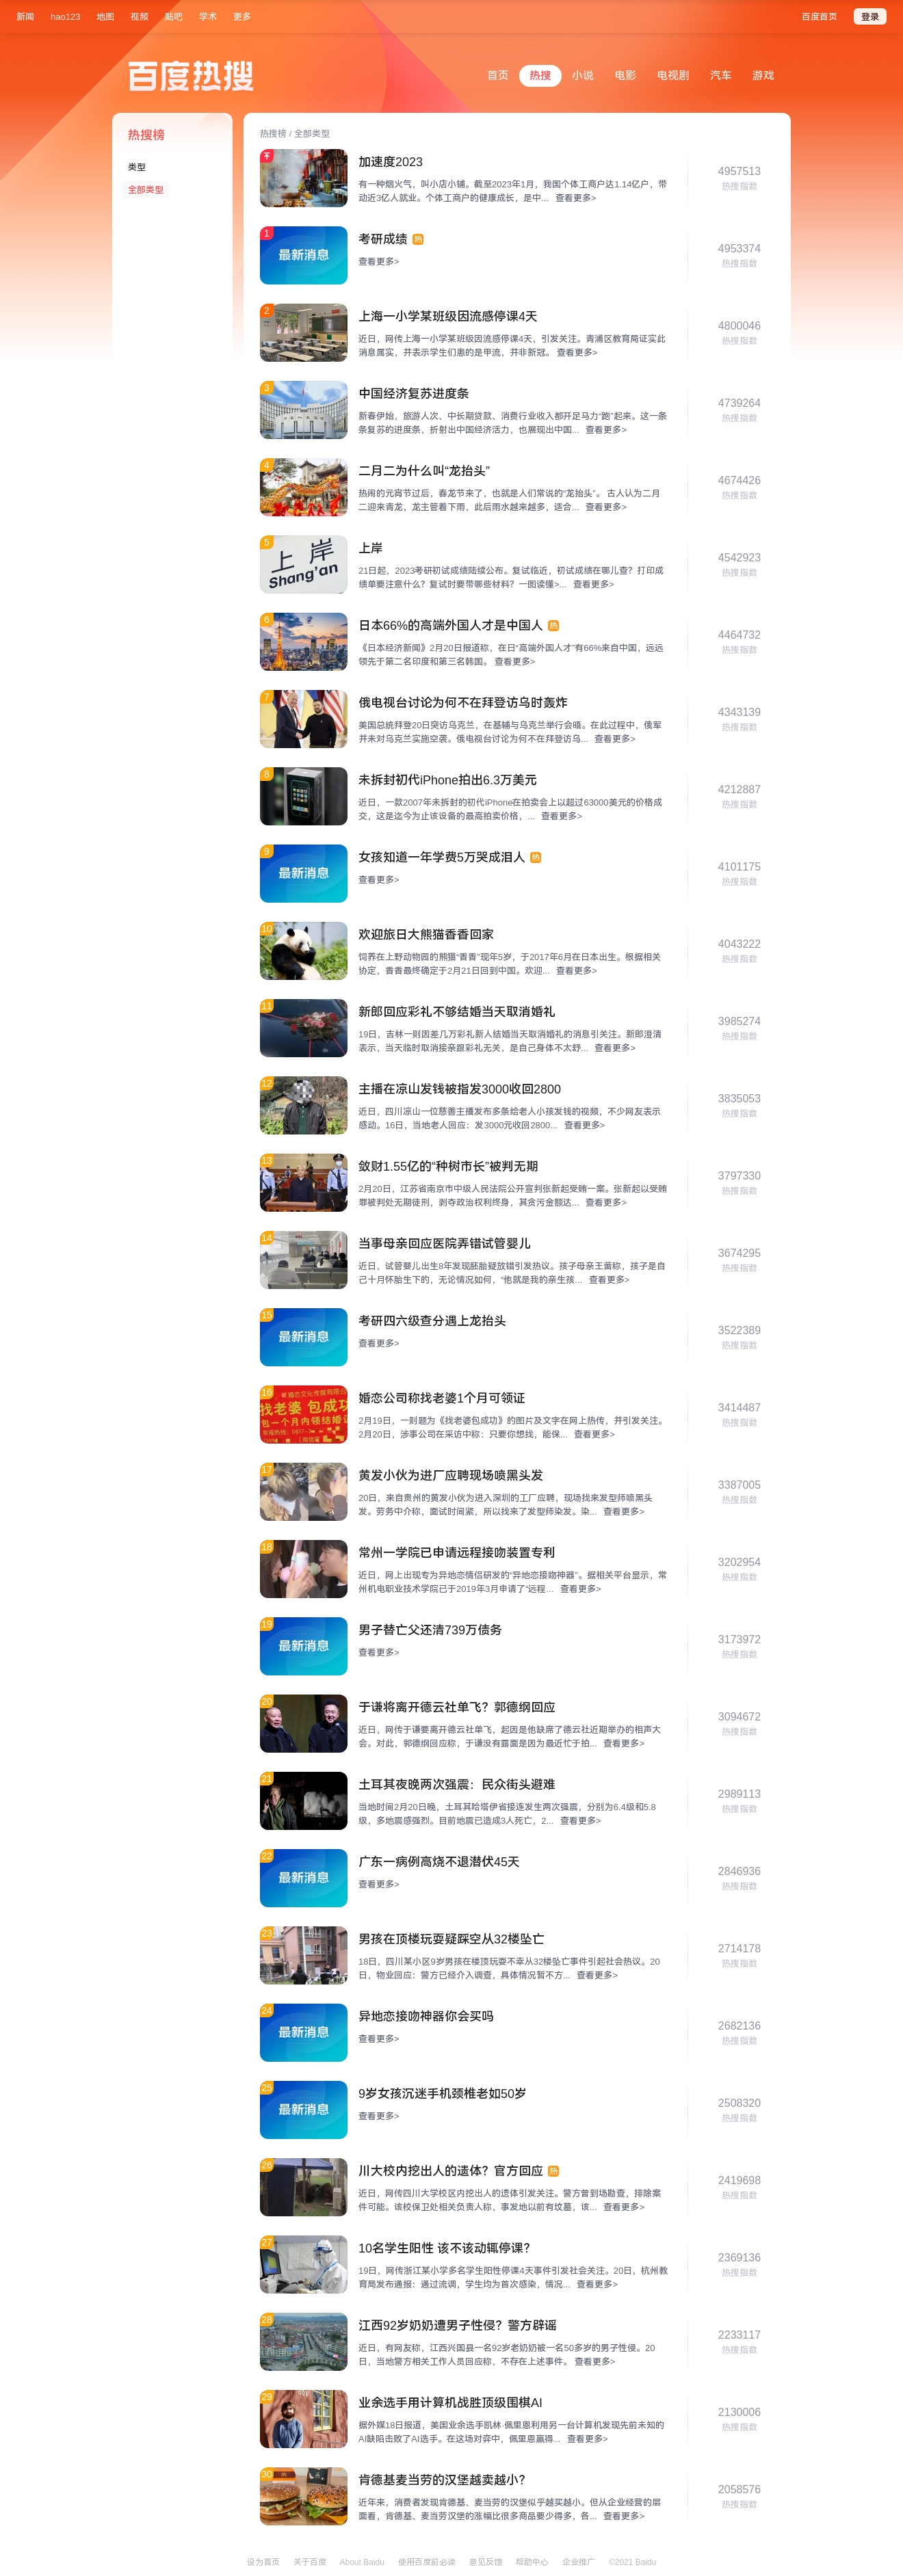 新闻 hao123 地图 视频 贴吧 学术 更多 百度首页 登录
百度热搜
首页 热搜 小说 电影 电视剧 汽车 游戏
热搜榜
类型
全部类型
热搜榜 / 全部类型
加速度2023
有一种烟火气，叫小店小铺。截至2023年1月，我国个体工商户达1.14亿户，带
动近3亿人就业。个体工商户的健康成长，是中... 查看更多>
4957513
热搜指数
1
最新消息
考研成绩 热
查看更多>
4953374
热搜指数
2
上海一小学某班级因流感停课4天
近日，网传上海一小学某班级因流感停课4天，引发关注。青浦区教育局证实此
消息属实，并表示学生们患的是甲流，并非新冠。 查看更多>
4800046
热搜指数
3
中国经济复苏进度条
新春伊始，旅游人次、中长期贷款、消费行业收入都开足马力“跑”起来。这一条
条复苏的进度条，折射出中国经济活力，也展现出中国... 查看更多>
4739264
热搜指数
4
二月二为什么叫“龙抬头”
热闹的元宵节过后，春龙节来了，也就是人们常说的“龙抬头”。 古人认为二月
二迎来青龙，龙主管着下雨，此后雨水越来越多，适合... 查看更多>
4674426
热搜指数
5
上岸
Shang'an
上岸
21日起，2023考研初试成绩陆续公布。复试临近，初试成绩在哪儿查？打印成
绩单要注意什么？复试时要带哪些材料？一图读懂>... 查看更多>
4542923
热搜指数
6
日本66%的高端外国人才是中国人 热
《日本经济新闻》2月20日报道称，在日“高端外国人才”有66%来自中国，远远
领先于第二名印度和第三名韩国。 查看更多>
4464732
热搜指数
7
俄电视台讨论为何不在拜登访乌时轰炸
美国总统拜登20日突访乌克兰，在基辅与乌克兰举行会晤。在此过程中，俄军
并未对乌克兰实施空袭。俄电视台讨论为何不在拜登访乌... 查看更多>
4343139
热搜指数
8
未拆封初代iPhone拍出6.3万美元
近日，一款2007年未拆封的初代iPhone在拍卖会上以超过63000美元的价格成
交，这是迄今为止该设备的最高拍卖价格，... 查看更多>
4212887
热搜指数
9
最新消息
女孩知道一年学费5万哭成泪人 热
查看更多>
4101175
热搜指数
10
欢迎旅日大熊猫香香回家
饲养在上野动物园的熊猫“香香”现年5岁，于2017年6月在日本出生。根据相关
协定，香香最终确定于2月21日回到中国。欢迎... 查看更多>
4043222
热搜指数
11
新郎回应彩礼不够结婚当天取消婚礼
19日，吉林一则因差几万彩礼新人结婚当天取消婚礼的消息引关注。新郎澄清
表示，当天临时取消接亲跟彩礼无关，是自己身体不太舒... 查看更多>
3985274
热搜指数
12
主播在凉山发钱被指发3000收回2800
近日，四川凉山一位慈善主播发布多条给老人小孩发钱的视频，不少网友表示
感动。16日，当地老人回应：发3000元收回2800... 查看更多>
3835053
热搜指数
13
敛财1.55亿的“种树市长”被判无期
2月20日，江苏省南京市中级人民法院公开宣判张新起受贿一案。张新起以受贿
罪被判处无期徒刑，剥夺政治权利终身，其贪污金额达... 查看更多>
3797330
热搜指数
14
当事母亲回应医院弄错试管婴儿
近日，试管婴儿出生8年发现胚胎疑放错引发热议。孩子母亲王蔷称，孩子是自
己十月怀胎生下的，无论情况如何，“他就是我的亲生孩... 查看更多>
3674295
热搜指数
15
最新消息
考研四六级查分遇上龙抬头
查看更多>
3522389
热搜指数
16
找老婆 包成功
婚恋公司称找老婆1个月可领证
2月19日，一则题为《找老婆包成功》的图片及文字在网上热传，并引发关注。
2月20日，涉事公司在采访中称：只要你想找，能保... 查看更多>
3414487
热搜指数
17
黄发小伙为进厂应聘现场喷黑头发
20日，来自贵州的黄发小伙为进入深圳的工厂应聘，现场找来发型师喷黑头
发。劳务中介称，面试时间紧，所以找来了发型师染发。染... 查看更多>
3387005
热搜指数
18
常州一学院已申请远程接吻装置专利
近日，网上出现专为异地恋情侣研发的“异地恋接吻神器”。据相关平台显示，常
州机电职业技术学院已于2019年3月申请了“远程... 查看更多>
3202954
热搜指数
19
最新消息
男子替亡父还清739万债务
查看更多>
3173972
热搜指数
20
于谦将离开德云社单飞？郭德纲回应
近日，网传于谦要离开德云社单飞，起因是他缺席了德云社近期举办的相声大
会。对此，郭德纲回应称，于谦没有露面是因为最近忙于拍... 查看更多>
3094672
热搜指数
21
土耳其夜晚两次强震：民众街头避难
当地时间2月20日晚，土耳其哈塔伊省接连发生两次强震，分别为6.4级和5.8
级，多地震感强烈。目前地震已造成3人死亡，2... 查看更多>
2989113
热搜指数
22
最新消息
广东一病例高烧不退潜伏45天
查看更多>
2846936
热搜指数
23
男孩在顶楼玩耍疑踩空从32楼坠亡
18日，四川某小区9岁男孩在楼顶玩耍不幸从32楼坠亡事件引起社会热议。20
日，物业回应：警方已经介入调查，具体情况暂不方... 查看更多>
2714178
热搜指数
24
最新消息
异地恋接吻神器你会买吗
查看更多>
2682136
热搜指数
25
最新消息
9岁女孩沉迷手机颈椎老如50岁
查看更多>
2508320
热搜指数
26
川大校内挖出人的遗体？官方回应 热
近日，网传四川大学校区内挖出人的遗体引发关注。警方曾到场勘查，排除案
件可能。该校保卫处相关负责人称，事发地以前有坟墓，该... 查看更多>
2419698
热搜指数
27
10名学生阳性 该不该动辄停课？
19日，网传浙江某小学多名学生阳性停课4天事件引发社会关注。20日，杭州教
育局发布通报：通过流调，学生均为首次感染，情况... 查看更多>
2369136
热搜指数
28
江西92岁奶奶遭男子性侵？警方辟谣
近日，有网友称，江西兴国县一名92岁老奶奶被一名50多岁的男子性侵。20
日，当地警方相关工作人员回应称，不存在上述事件。 查看更多>
2233117
热搜指数
29
业余选手用计算机战胜顶级围棋AI
据外媒18日报道，美国业余选手凯林·佩里恩利用另一台计算机发现先前未知的
AI缺陷击败了AI选手。在这场对弈中，佩里恩赢得... 查看更多>
2130006
热搜指数
30
肯德基麦当劳的汉堡越卖越小？
近年来，消费者发现肯德基、麦当劳的汉堡似乎越买越小。但从企业经营的层
面看，肯德基、麦当劳汉堡的涨幅比很多商品要少得多，各... 查看更多>
2058576
热搜指数
设为首页 关于百度 About Baidu 使用百度前必读 意见反馈 帮助中心 企业推广 ©2021 Baidu